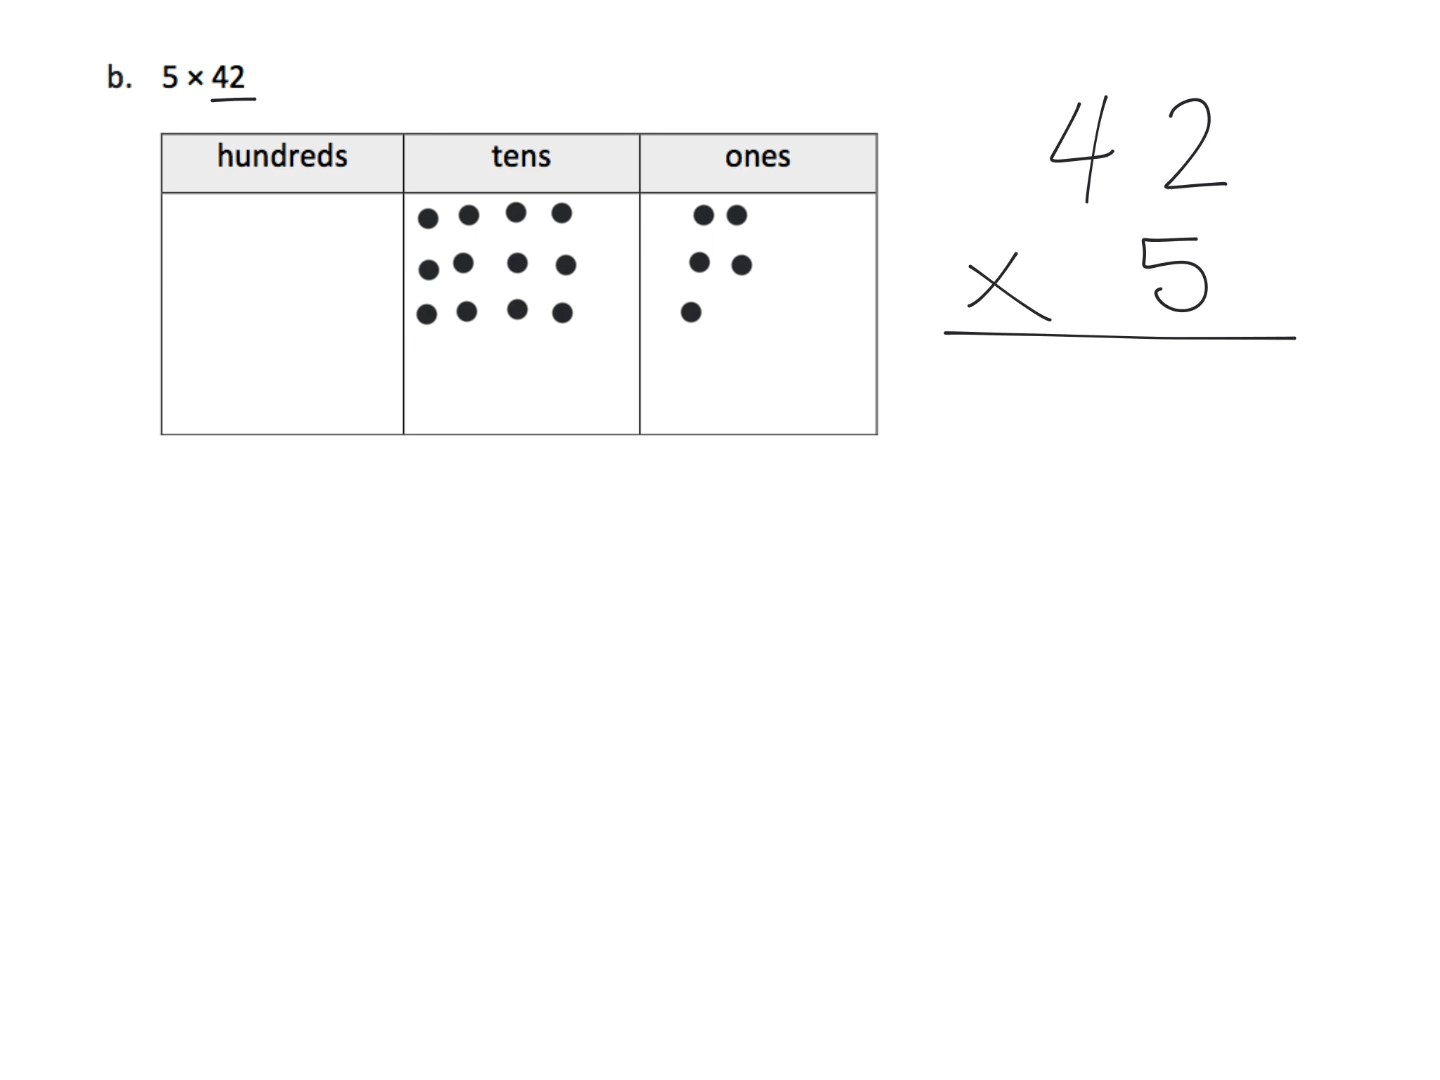 b. 5 × 42
hundreds tens ones
42
× 5